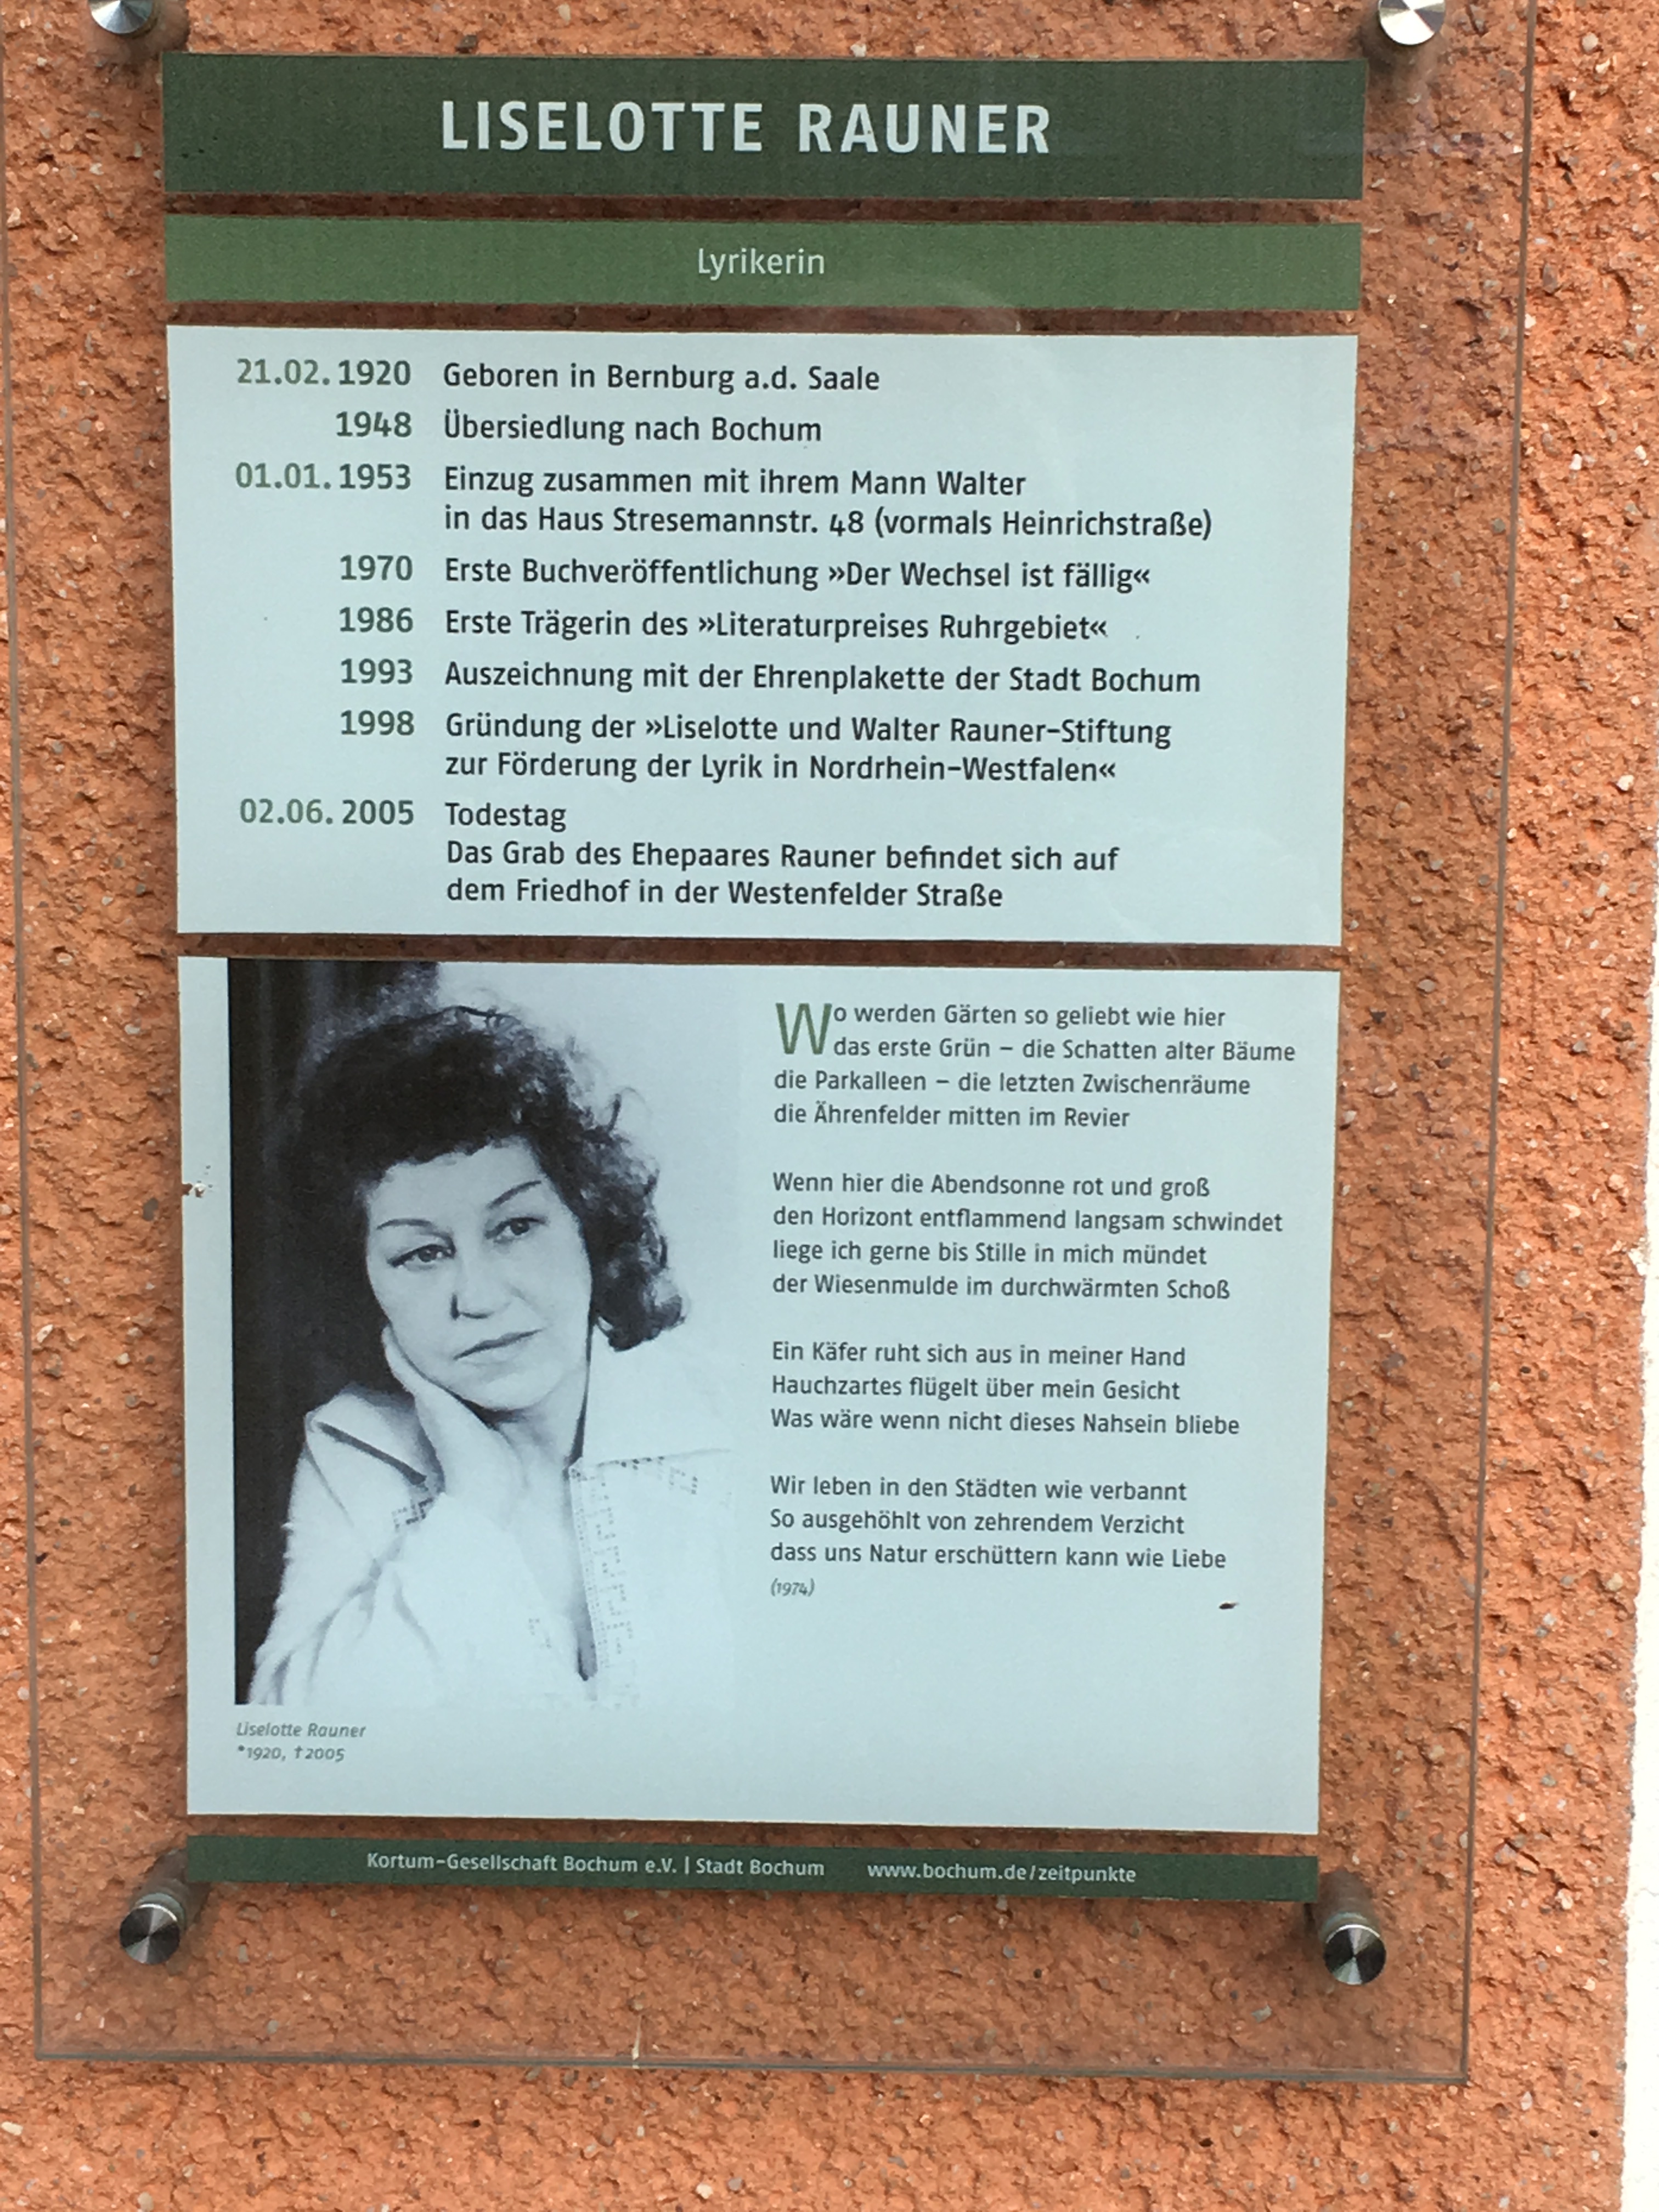 LISELOTTE RAUNER
Lyrikerin
21.02.1920 Geboren in Bernburg a.d. Saale
1948 Übersiedlung nach Bochum
01.01.1953 Einzug zusammen mit ihrem Mann Walter
in das Haus Stresemannstr. 48 (vormals Heinrichstraße)
1970 Erste Buchveröffentlichung »Der Wechsel ist fällig«
1986 Erste Trägerin des »Literaturpreises Ruhrgebiet«
1993 Auszeichnung mit der Ehrenplakette der Stadt Bochum
1998 Gründung der »Liselotte und Walter Rauner-Stiftung
zur Förderung der Lyrik in Nordrhein-Westfalen«
02.06.2005 Todestag
Das Grab des Ehepaares Rauner befindet sich auf
dem Friedhof in der Westenfelder Straße
Wo werden Gärten so geliebt wie hier
das erste Grün – die Schatten alter Bäume
die Parkalleen – die letzten Zwischenräume
die Ährenfelder mitten im Revier
Wenn hier die Abendsonne rot und groß
den Horizont entflammend langsam schwindet
liege ich gerne bis Stille in mich mündet
der Wiesenmulde im durchwärmten Schoß
Ein Käfer ruht sich aus in meiner Hand
Hauchzartes flügelt über mein Gesicht
Was wäre wenn nicht dieses Nahsein bliebe
Wir leben in den Städten wie verbannt
So ausgehöhlt von zehrendem Verzicht
dass uns Natur erschüttern kann wie Liebe
(1974)
Liselotte Rauner
*1920, †2005
Kortum-Gesellschaft Bochum e.V. | Stadt Bochum www.bochum.de/zeitpunkte